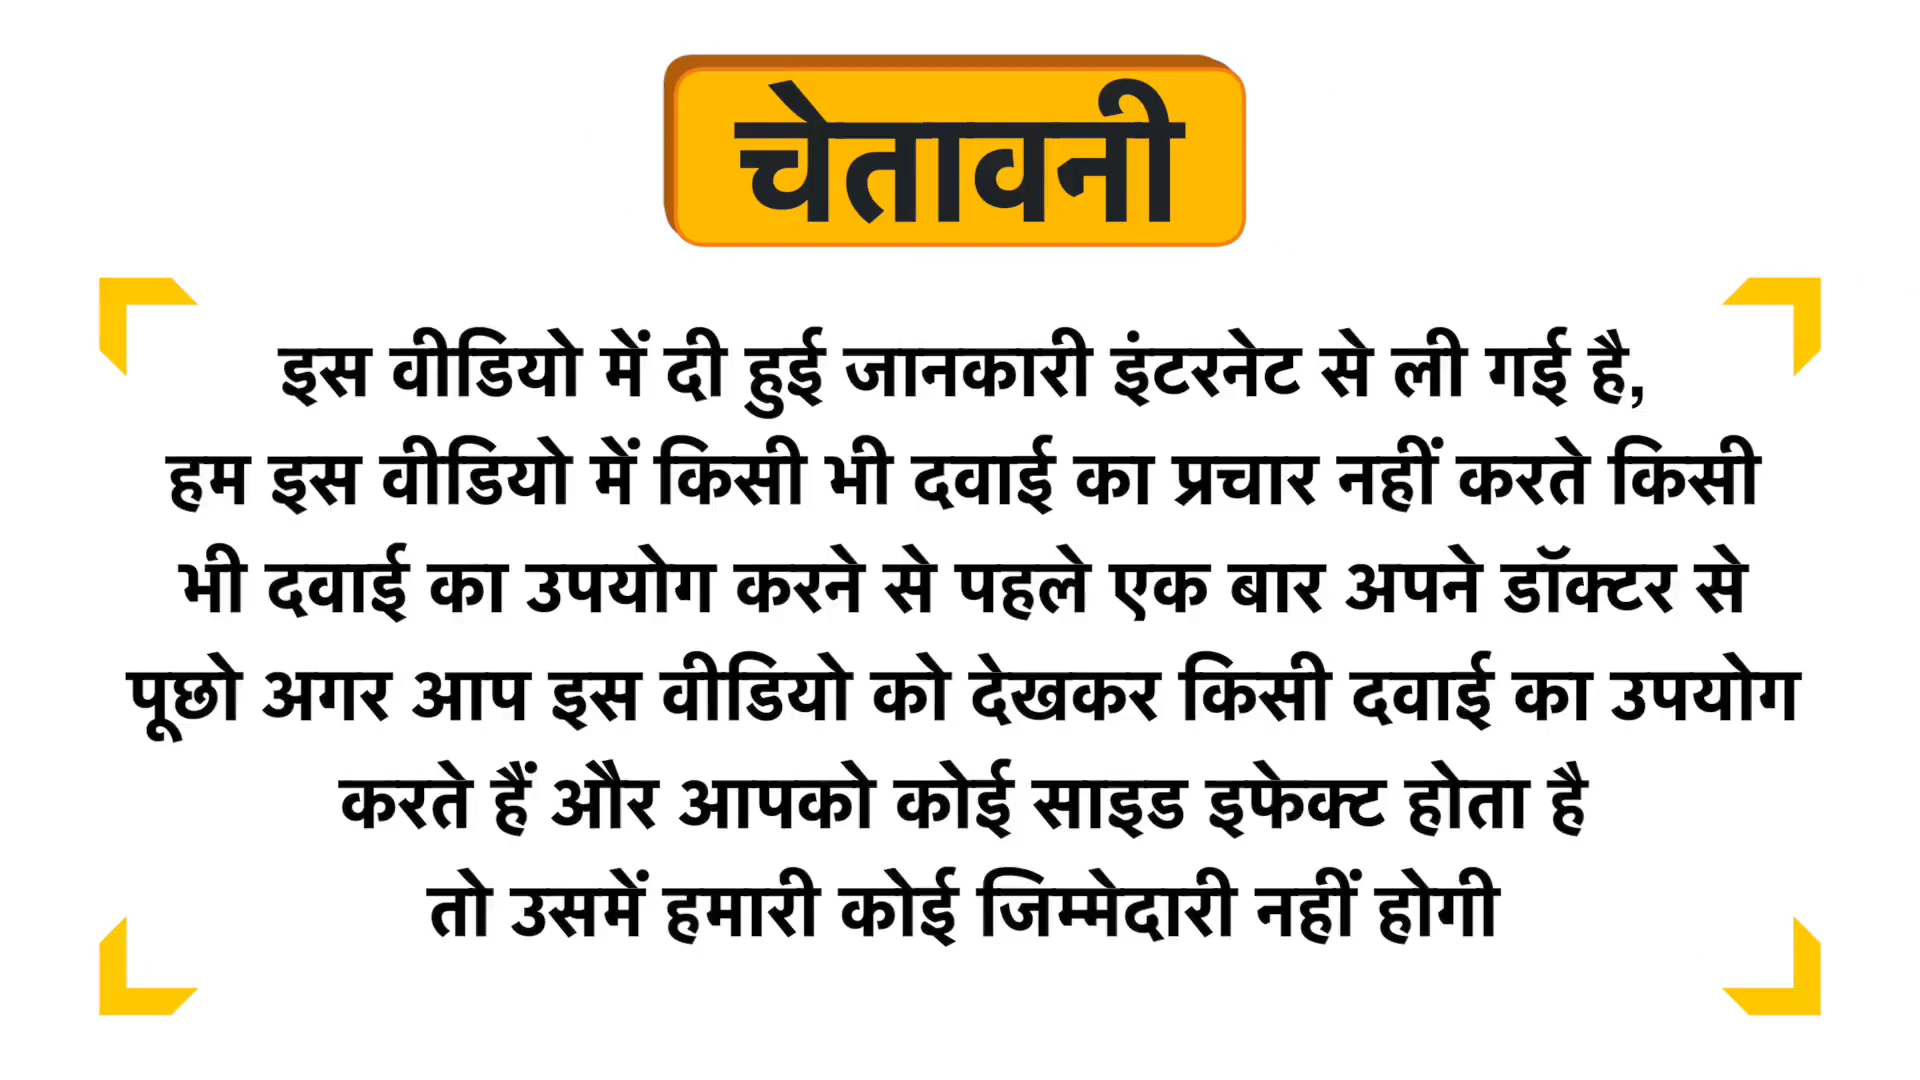 चेतावनी
इस वीडियो में दी हुई जानकारी इंटरनेट से ली गई है,
हम इस वीडियो में किसी भी दवाई का प्रचार नहीं करते किसी
भी दवाई का उपयोग करने से पहले एक बार अपने डॉक्टर से
पूछो अगर आप इस वीडियो को देखकर किसी दवाई का उपयोग
करते हैं और आपको कोई साइड इफेक्ट होता है
तो उसमें हमारी कोई जिम्मेदारी नहीं होगी